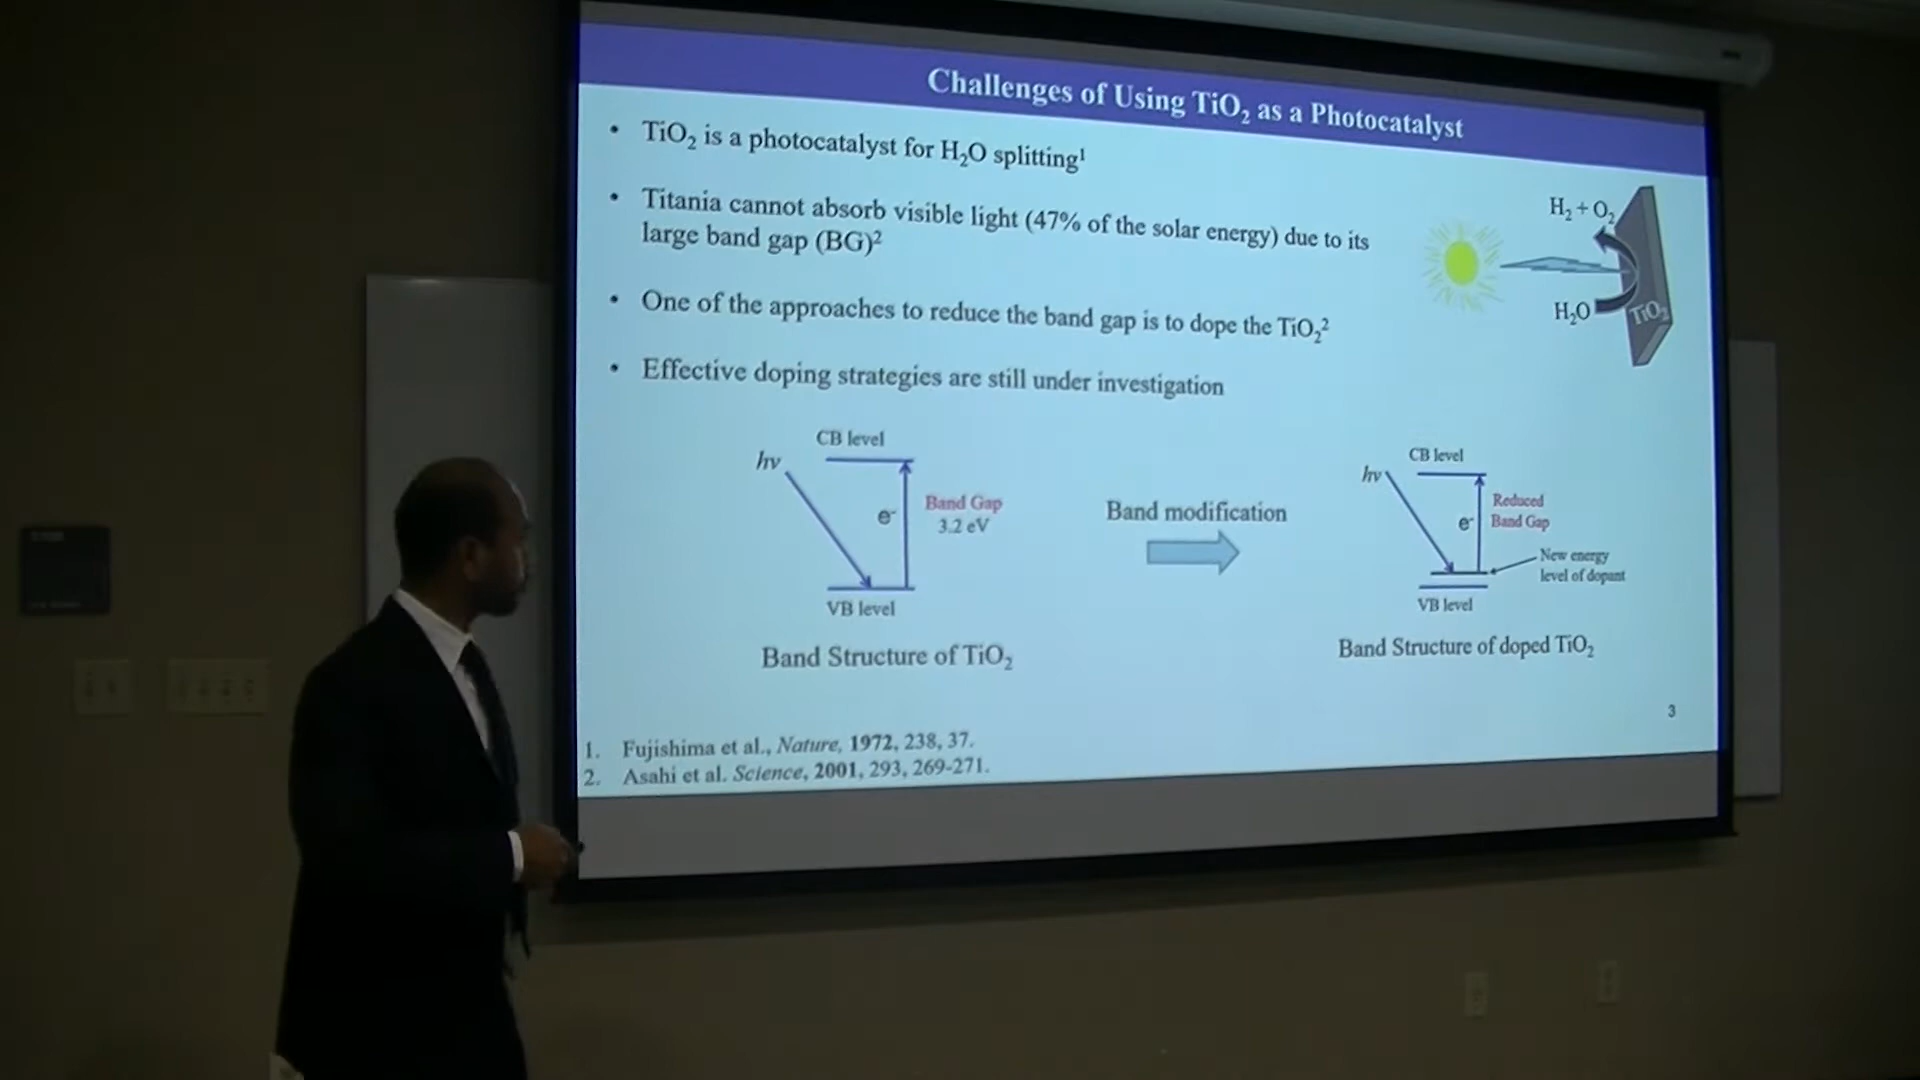 Challenges of Using TiO₂ as a Photocatalyst
• TiO₂ is a photocatalyst for H₂O splitting¹
• Titania cannot absorb visible light (47% of the solar energy) due to its
large band gap (BG)²
• One of the approaches to reduce the band gap is to dope the TiO₂²
• Effective doping strategies are still under investigation
H₂ + O₂
H₂O
TiO₂
CB level
hν
e⁻
Band Gap
3.2 eV
VB level
Band Structure of TiO₂
Band modification
CB level
hν
e⁻
Reduced
Band Gap
New energy
level of dopant
VB level
Band Structure of doped TiO₂
3
1. Fujishima et al., Nature, 1972, 238, 37.
2. Asahi et al. Science, 2001, 293, 269-271.